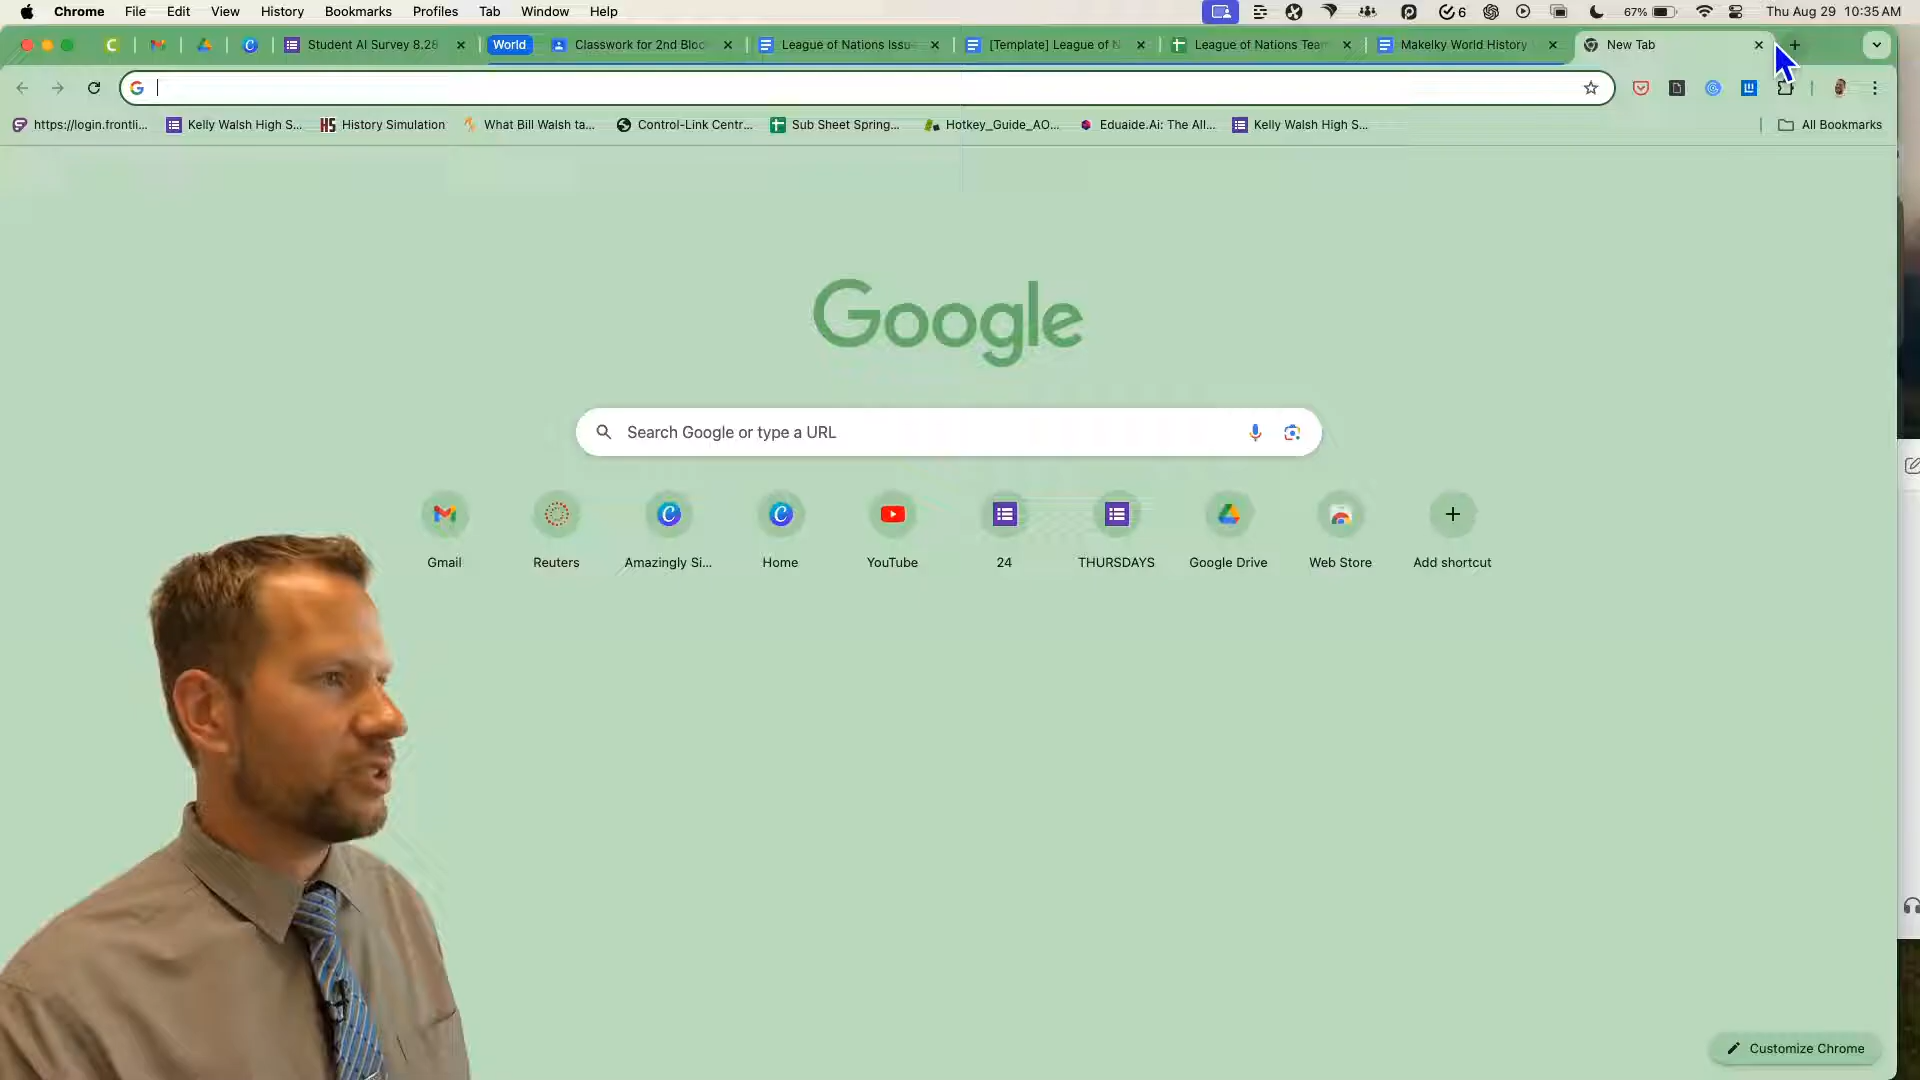 Chrome File Edit View History Bookmarks Profiles Tab Window Help 6 67% Thu Aug 29 10:35 AM
Student AI Survey 8.28 World Classwork for 2nd Bloc League of Nations Issu [Template] League of N League of Nations Team Makelky World History New Tab
https://login.frontli... Kelly Walsh High S... History Simulation What Bill Walsh ta... Control-Link Centr... Sub Sheet Spring... Hotkey_Guide_AO... Eduaide.Ai: The All... Kelly Walsh High S... All Bookmarks
Google
Search Google or type a URL
Gmail Reuters Amazingly Si... Home YouTube 24 THURSDAYS Google Drive Web Store Add shortcut
Customize Chrome